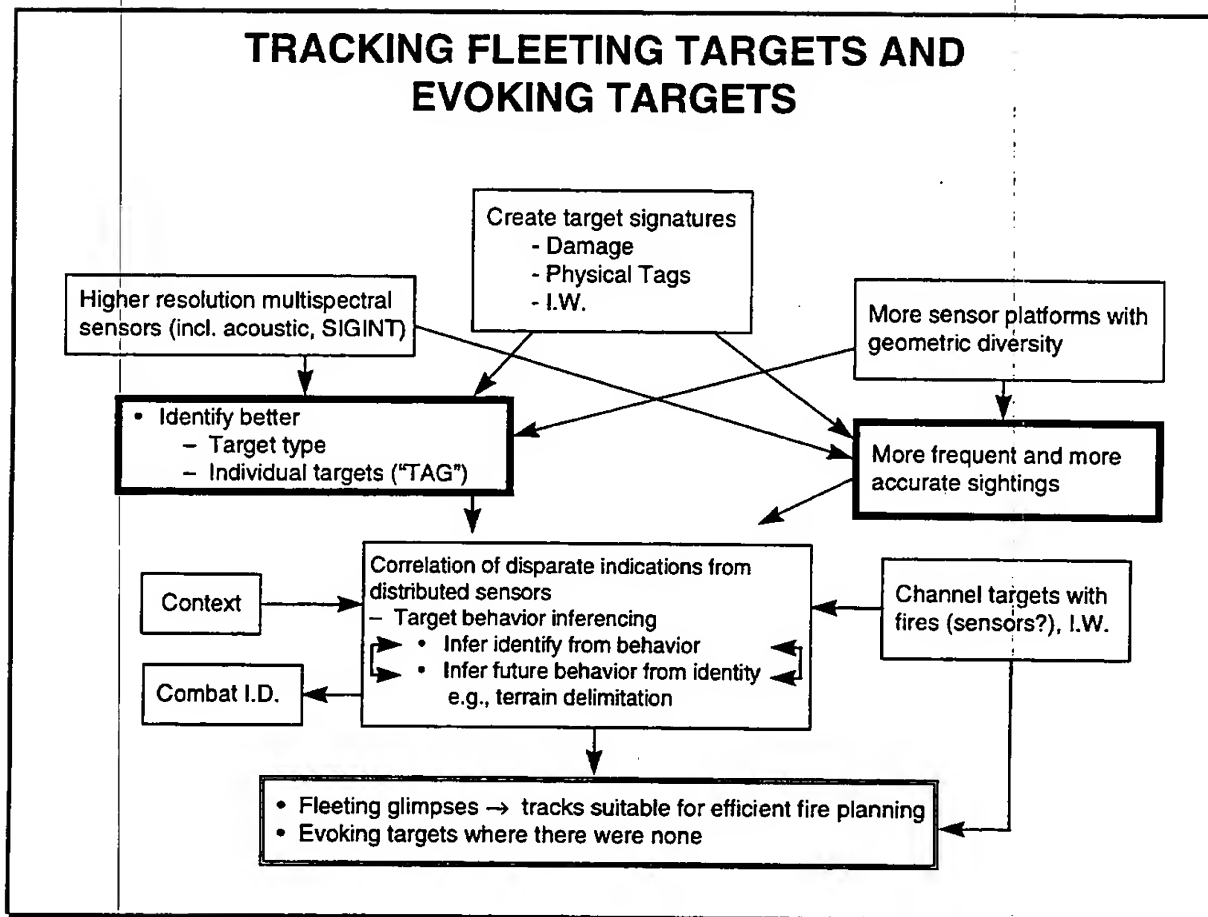 TRACKING FLEETING TARGETS AND
EVOKING TARGETS
Create target signatures
- Damage
- Physical Tags
- I.W.
Higher resolution multispectral
sensors (incl. acoustic, SIGINT)
More sensor platforms with
geometric diversity
• Identify better
– Target type
– Individual targets ("TAG")
More frequent and more
accurate sightings
Correlation of disparate indications from
distributed sensors
– Target behavior inferencing
• Infer identify from behavior
• Infer future behavior from identity
e.g., terrain delimitation
Context
Combat I.D.
Channel targets with
fires (sensors?), I.W.
• Fleeting glimpses → tracks suitable for efficient fire planning
• Evoking targets where there were none